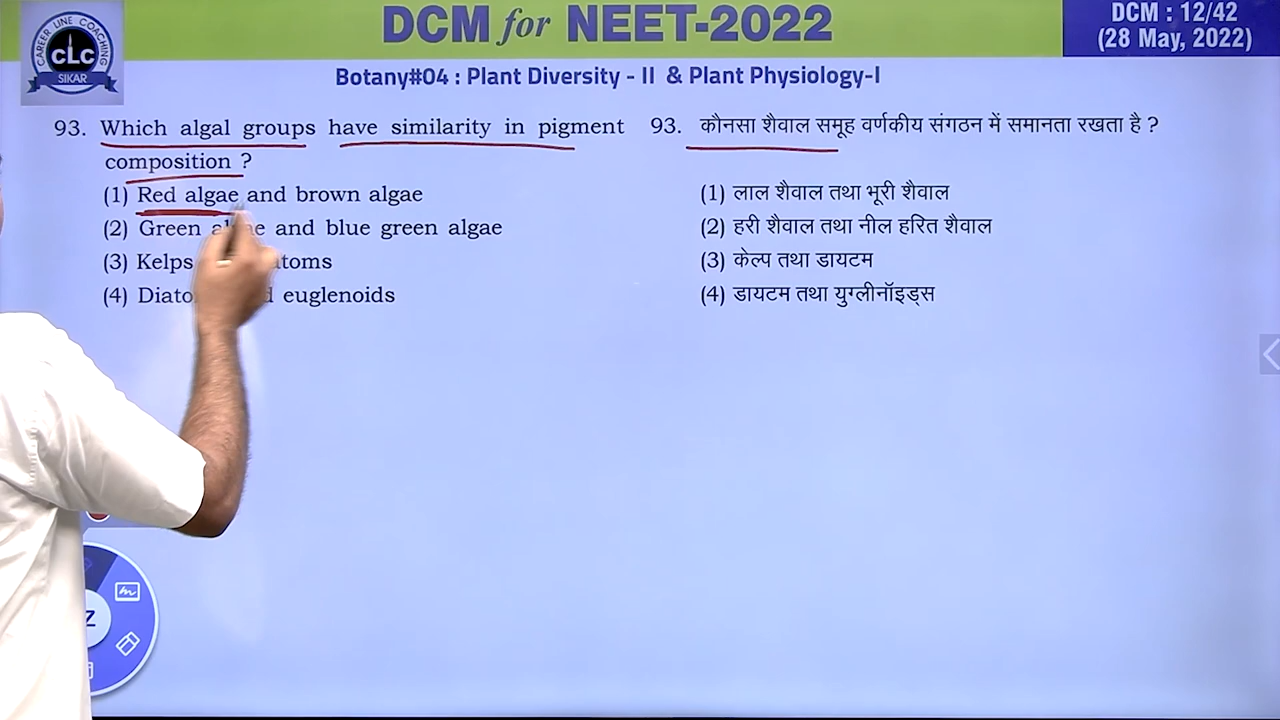 DCM for NEET-2022
DCM : 12/42
(28 May, 2022)
CAREER LINE COACHING
CLC
SIKAR
Botany#04 : Plant Diversity - II & Plant Physiology-I
93. Which algal groups have similarity in pigment
composition ?
(1) Red algae and brown algae
(2) Green and blue green algae
(3) Kelps
(4) euglenoids
93. कौनसा शैवाल समूह वर्णकीय संगठन में समानता रखता है ?
(1) लाल शैवाल तथा भूरी शैवाल
(2) हरी शैवाल तथा नील हरित शैवाल
(3) केल्प तथा डायटम
(4) डायटम तथा युग्लीनॉइड्स